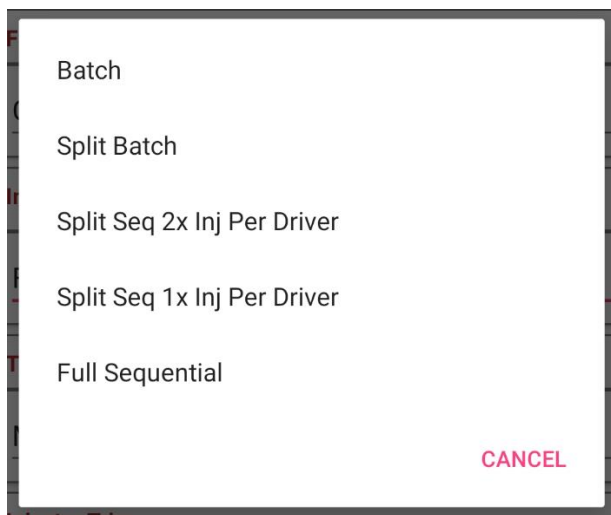 Batch
Split Batch
Split Seq 2x Inj Per Driver
Split Seq 1x Inj Per Driver
Full Sequential
CANCEL